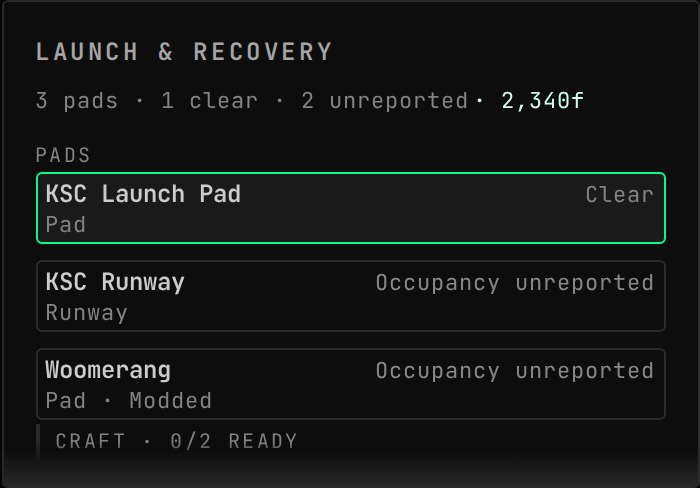 LAUNCH & RECOVERY
3 pads · 1 clear · 2 unreported · 2,340f
PADS
KSC Launch Pad Clear
Pad
KSC Runway Occupancy unreported
Runway
Woomerang Occupancy unreported
Pad · Modded
CRAFT · 0/2 READY